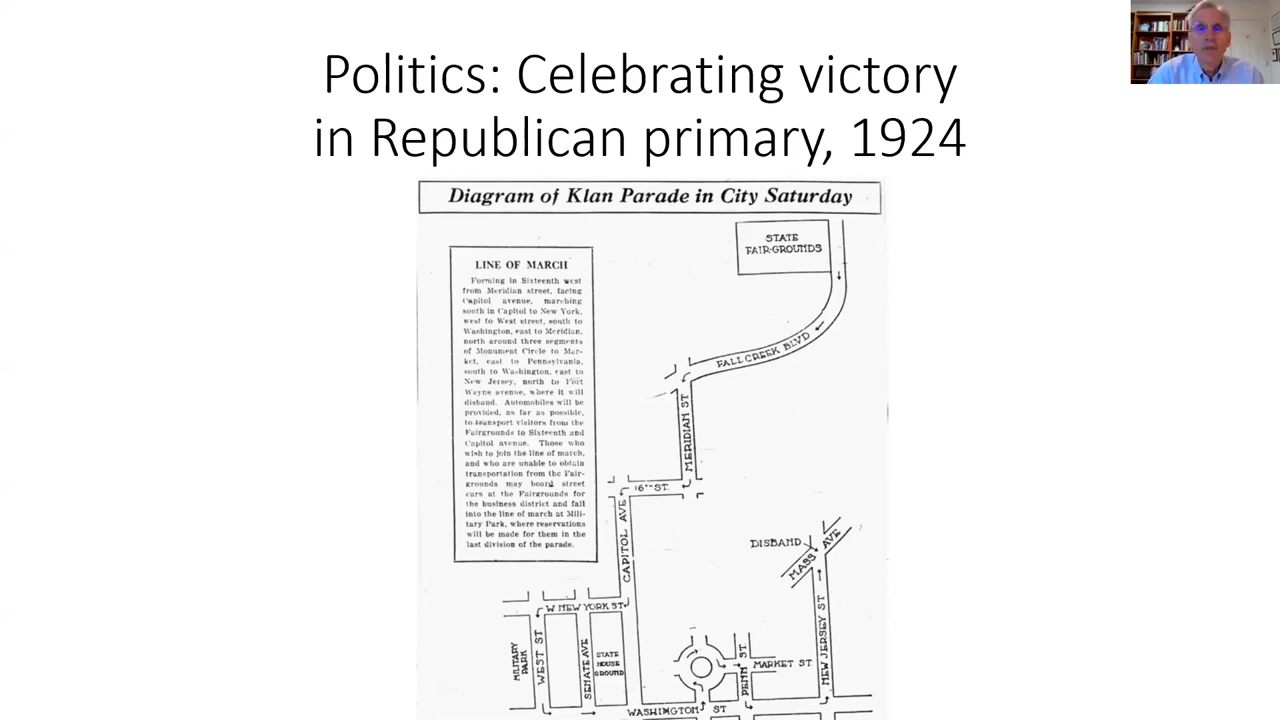 Politics: Celebrating victory
in Republican primary, 1924
Diagram of Klan Parade in City Saturday
LINE OF MARCH
Forming in Sixteenth west
from Meridian street, facing
Capitol avenue, marching
south in Capitol to New York,
west to West street, south to
Washington, east to Meridian,
north around three segments
of Monument Circle to Mar-
ket, east to Pennsylvania,
south to Washington, east to
New Jersey, north to Fort
Wayne avenue, where it will
disband. Automobiles will be
provided, as far as possible,
to transport visitors from the
Fairgrounds to Sixteenth and
Capitol avenue. Those who
wish to join the line of march,
and who are unable to obtain
transportation from the Fair-
grounds may board street
cars at the Fairgrounds for
the business district and fall
into the line of march at Mili-
tary Park, where reservations
will be made for them in the
last division of the parade.
STATE
FAIR-GROUNDS
FALL CREEK BLVD
MERIDIAN ST
16TH ST.
CAPITOL AVE
DISBAND
MASS AVE
W NEW YORK ST
MILITARY
PARK
WEST ST
SENATE AVE
STATE
HOUSE
GROUND
PENN ST.
MARKET ST.
NEW JERSEY ST
WASHINGTON ST